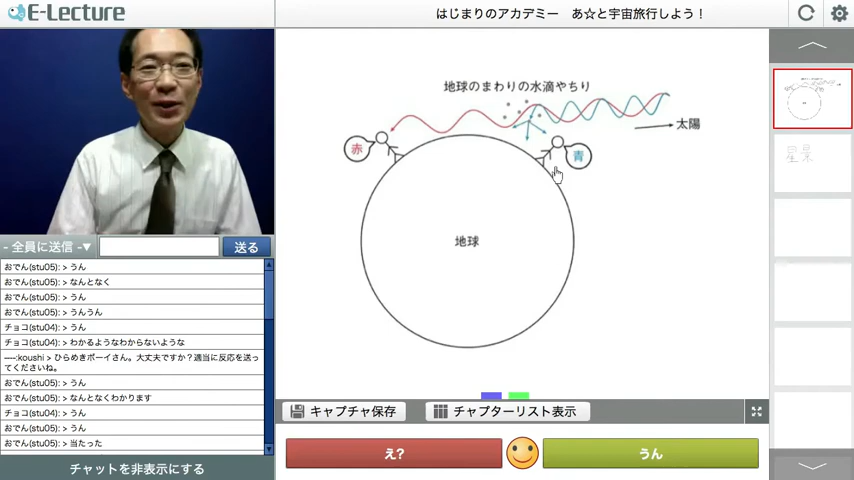 E-Lecture
はじまりのアカデミー あ☆と宇宙旅行しよう！
地球のまわりの水滴やちり
太陽
赤
青
地球
全員に送信
送る
おでん(stu05): > うん
おでん(stu05): > なんとなく
おでん(stu05): > うん
おでん(stu05): > うんうん
チョコ(stu04): > うん
チョコ(stu04): > わかるようなわからないような
----:koushi > ひらめきボーイさん。大丈夫ですか？適当に反応を送っ
てくださいね。
おでん(stu05): > うん
おでん(stu05): > なんとなくわかります
チョコ(stu04): > うん
おでん(stu05): > うん
おでん(stu05): > 当たった
チャットを非表示にする
キャプチャ保存
チャプターリスト表示
え?
うん